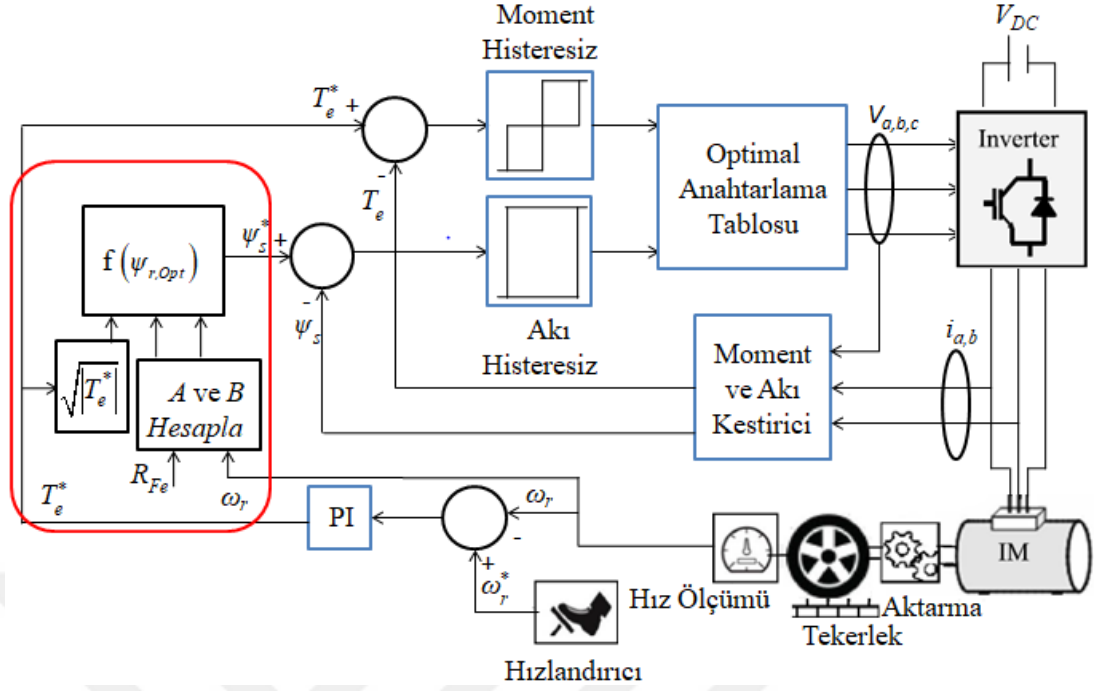 Moment
Histeresiz
V_DC
T_e^* +
V_a,b,c
Inverter
Optimal
Anahtarlama
Tablosu
-
T_e
ψ_s^* +
f(ψ_r,Opt)
-
ψ_s
Akı
Histeresiz
i_a,b
Moment
ve Akı
Kestirici
√|T_e^*|
A ve B
Hesapla
R_Fe
ω_r
T_e^*
PI
ω_r
-
+
ω_r^*
IM
Hız Ölçümü
Aktarma
Tekerlek
Hızlandırıcı